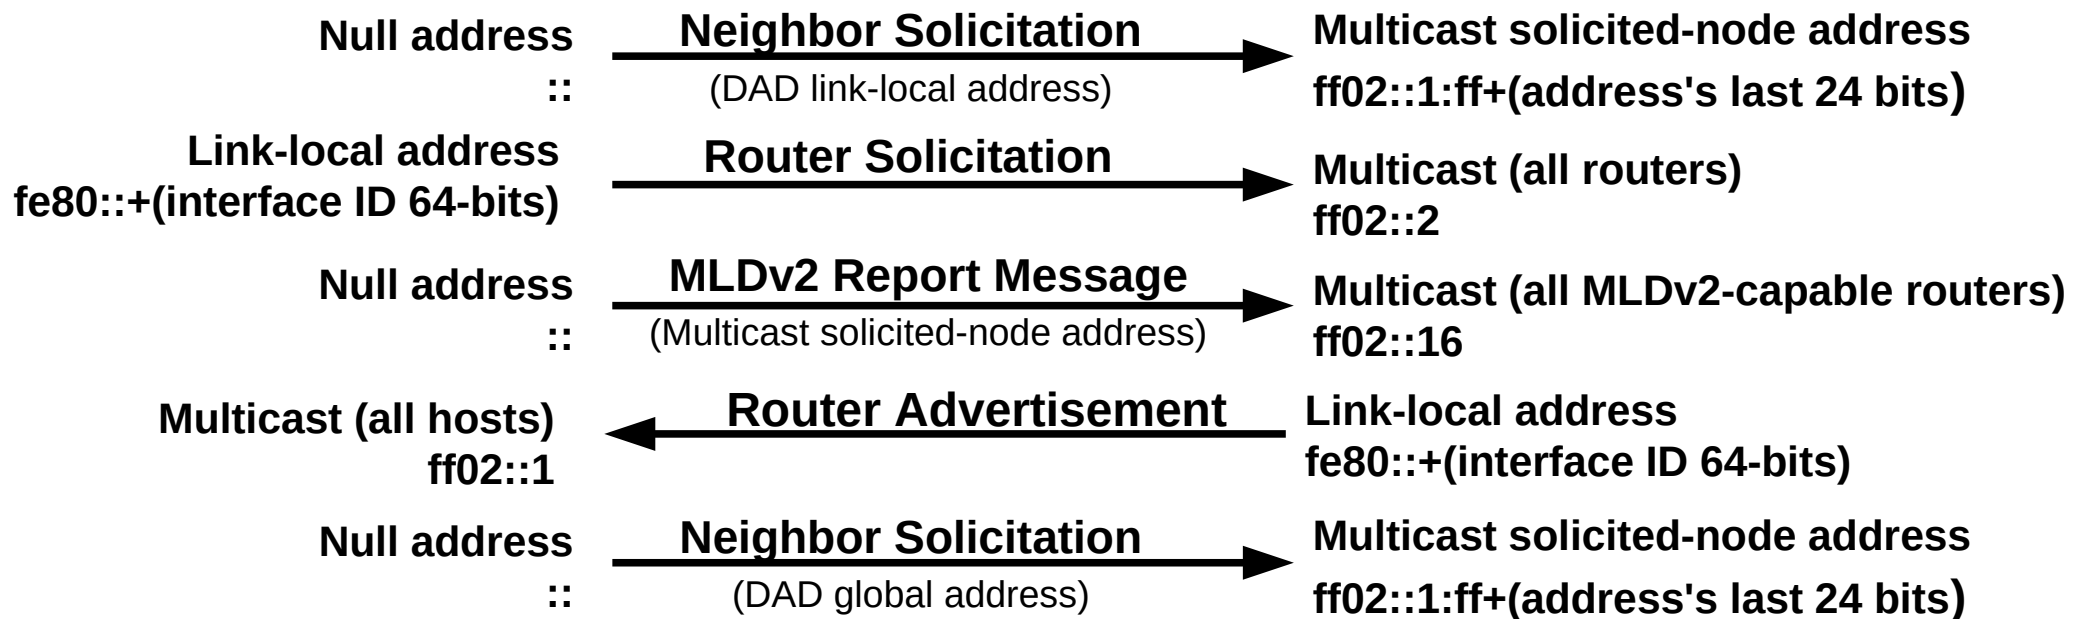 Null address
::
Neighbor Solicitation
(DAD link-local address)
Multicast solicited-node address
ff02::1:ff+(address's last 24 bits)
Link-local address
fe80::+(interface ID 64-bits)
Router Solicitation
Multicast (all routers)
ff02::2
Null address
::
MLDv2 Report Message
(Multicast solicited-node address)
Multicast (all MLDv2-capable routers)
ff02::16
Multicast (all hosts)
ff02::1
Router Advertisement
Link-local address
fe80::+(interface ID 64-bits)
Null address
::
Neighbor Solicitation
(DAD global address)
Multicast solicited-node address
ff02::1:ff+(address's last 24 bits)